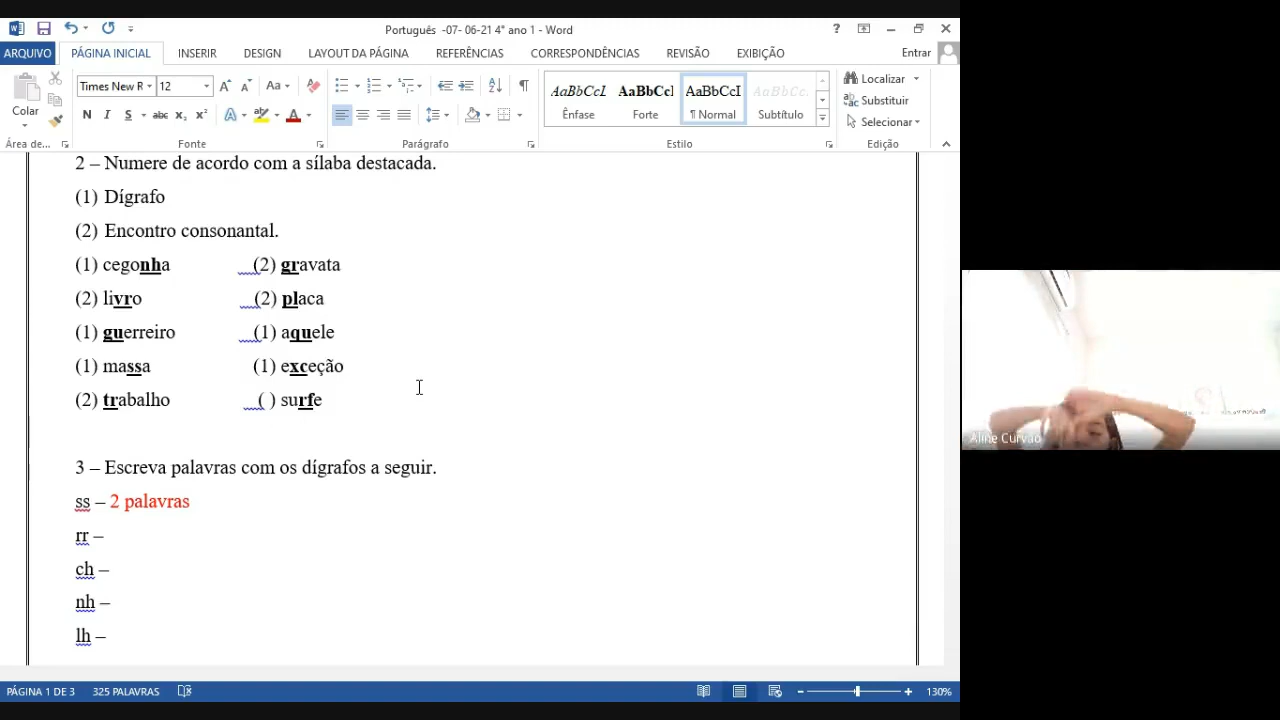 Português -07- 06-21 4° ano 1 - Word
ARQUIVO PÁGINA INICIAL INSERIR DESIGN LAYOUT DA PÁGINA REFERÊNCIAS CORRESPONDÊNCIAS REVISÃO EXIBIÇÃO Entrar
Colar
Times New R 12 Aa
N I S abc x₂ x² A A
AaBbCcI AaBbCcI AaBbCcI AaBbCc.
Ênfase Forte ¶ Normal Subtítulo
Localizar
Substituir
Selecionar
Área de... Fonte Parágrafo Estilo Edição
2 – Numere de acordo com a sílaba destacada.
(1) Dígrafo
(2) Encontro consonantal.
(1) cegonha (2) gravata
(2) livro (2) placa
(1) guerreiro (1) aquele
(1) massa (1) exceção
(2) trabalho ( ) surfe
3 – Escreva palavras com os dígrafos a seguir.
ss – 2 palavras
rr –
ch –
nh –
lh –
Aline Curvao
PÁGINA 1 DE 3 325 PALAVRAS 130%